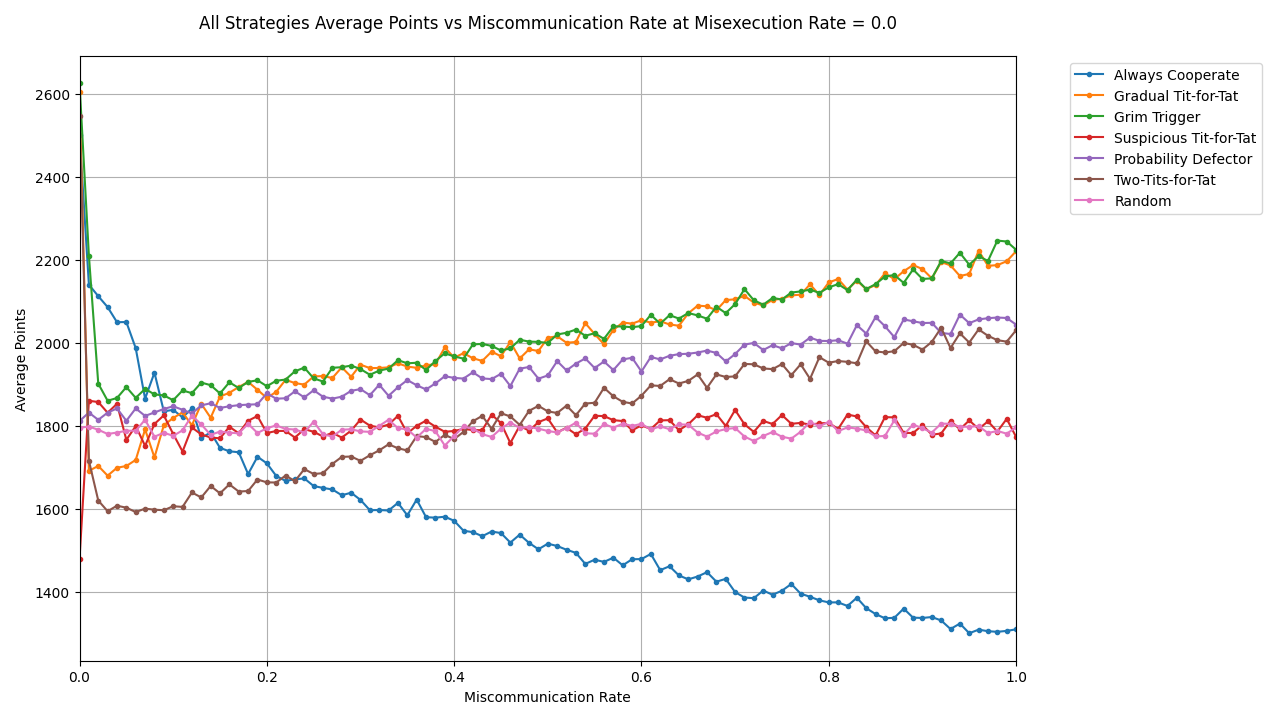 All Strategies Average Points vs Miscommunication Rate at Misexecution Rate = 0.0
Always Cooperate
Gradual Tit-for-Tat
Grim Trigger
Suspicious Tit-for-Tat
Probability Defector
Two-Tits-for-Tat
Random
Average Points
2600
2400
2200
2000
1800
1600
1400
0.0 0.2 0.4 0.6 0.8 1.0
Miscommunication Rate